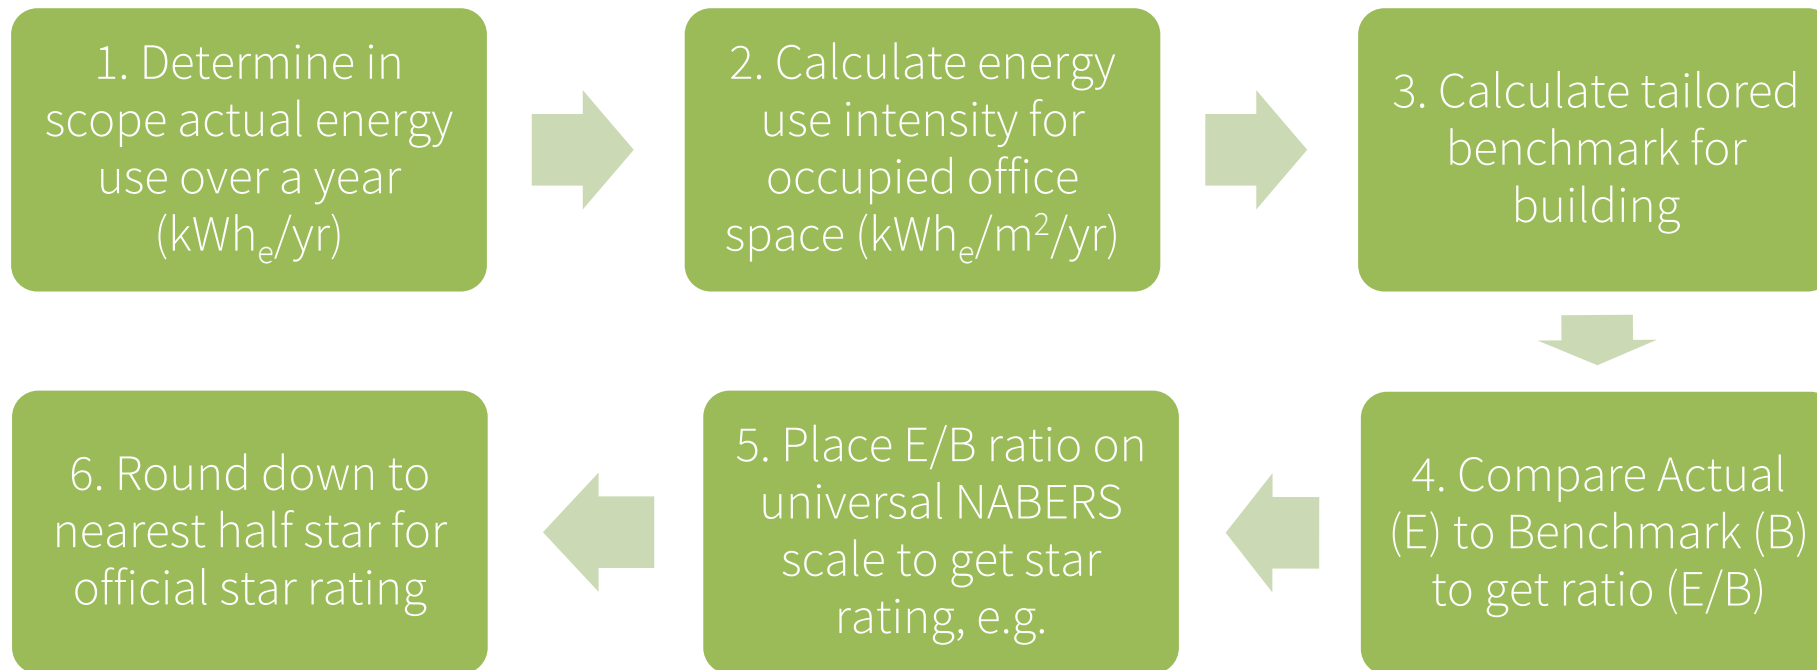 1. Determine in
scope actual energy
use over a year
(kWhₑ/yr)
2. Calculate energy
use intensity for
occupied office
space (kWhₑ/m²/yr)
3. Calculate tailored
benchmark for
building
4. Compare Actual
(E) to Benchmark (B)
to get ratio (E/B)
5. Place E/B ratio on
universal NABERS
scale to get star
rating, e.g.
6. Round down to
nearest half star for
official star rating